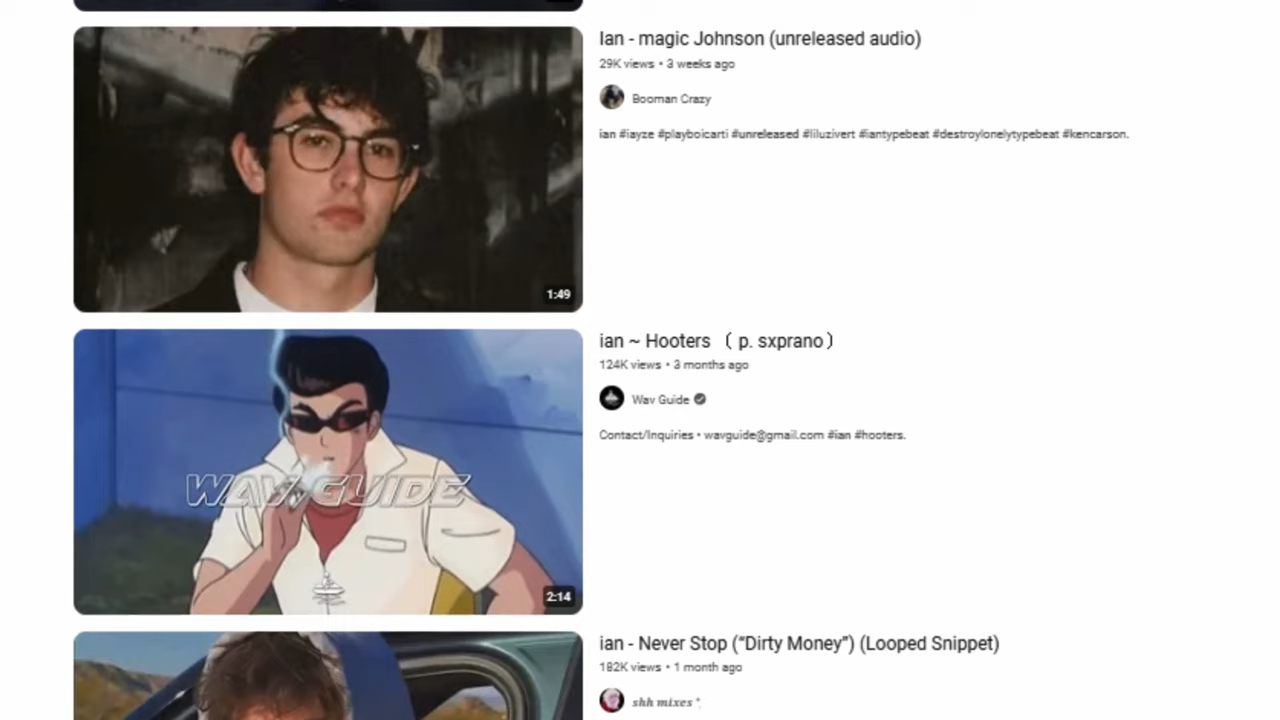 Ian - magic Johnson (unreleased audio)
29K views • 3 weeks ago
Booman Crazy
ian #iayze #playboicarti #unreleased #liluzivert #iantypebeat #destroylonelytypebeat #kencarson.
1:49
ian ~ Hooters （ p. sxprano）
124K views • 3 months ago
Wav Guide
Contact/Inquiries • wavguide@gmail.com #ian #hooters.
WAV GUIDE
2:14
ian - Never Stop (“Dirty Money”) (Looped Snippet)
182K views • 1 month ago
shh mixes